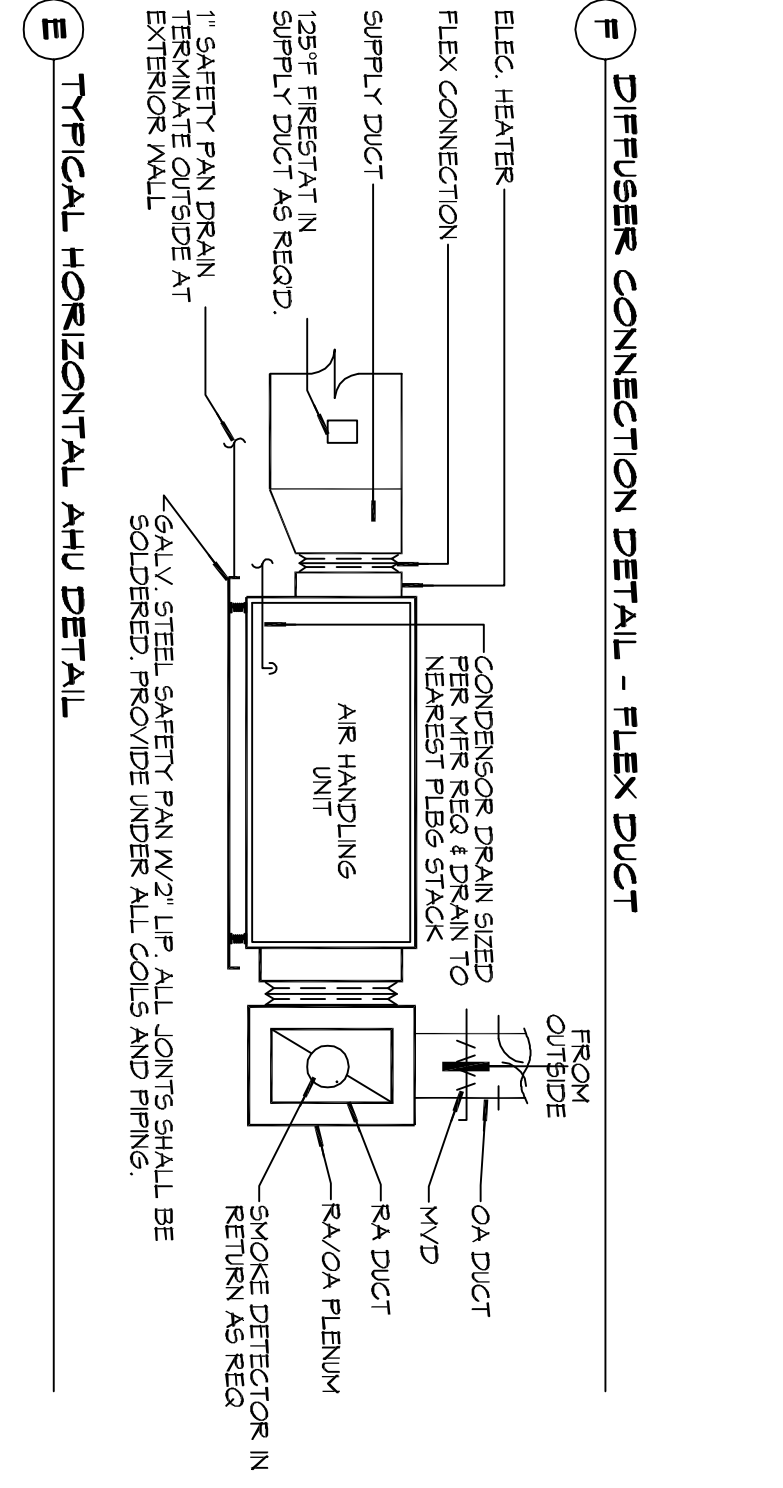 F
DIFFUSER CONNECTION DETAIL - FLEX DUCT
FROM
OUTSIDE
ELEC. HEATER
FLEX CONNECTION
SUPPLY DUCT
125°F FIRESTAT IN
SUPPLY DUCT AS REQ'D.
1" SAFETY PAN DRAIN
TERMINATE OUTSIDE AT
EXTERIOR WALL
CONDENSOR DRAIN SIZED
PER MFR REQ & DRAIN TO
NEAREST PLBG STACK
AIR HANDLING
UNIT
OA DUCT
MVD
RA DUCT
RA/OA PLENUM
SMOKE DETECTOR IN
RETURN AS REQ
GALV. STEEL SAFETY PAN W/2" LIP. ALL JOINTS SHALL BE
SOLDERED. PROVIDE UNDER ALL COILS AND PIPING.
E
TYPICAL HORIZONTAL AHU DETAIL